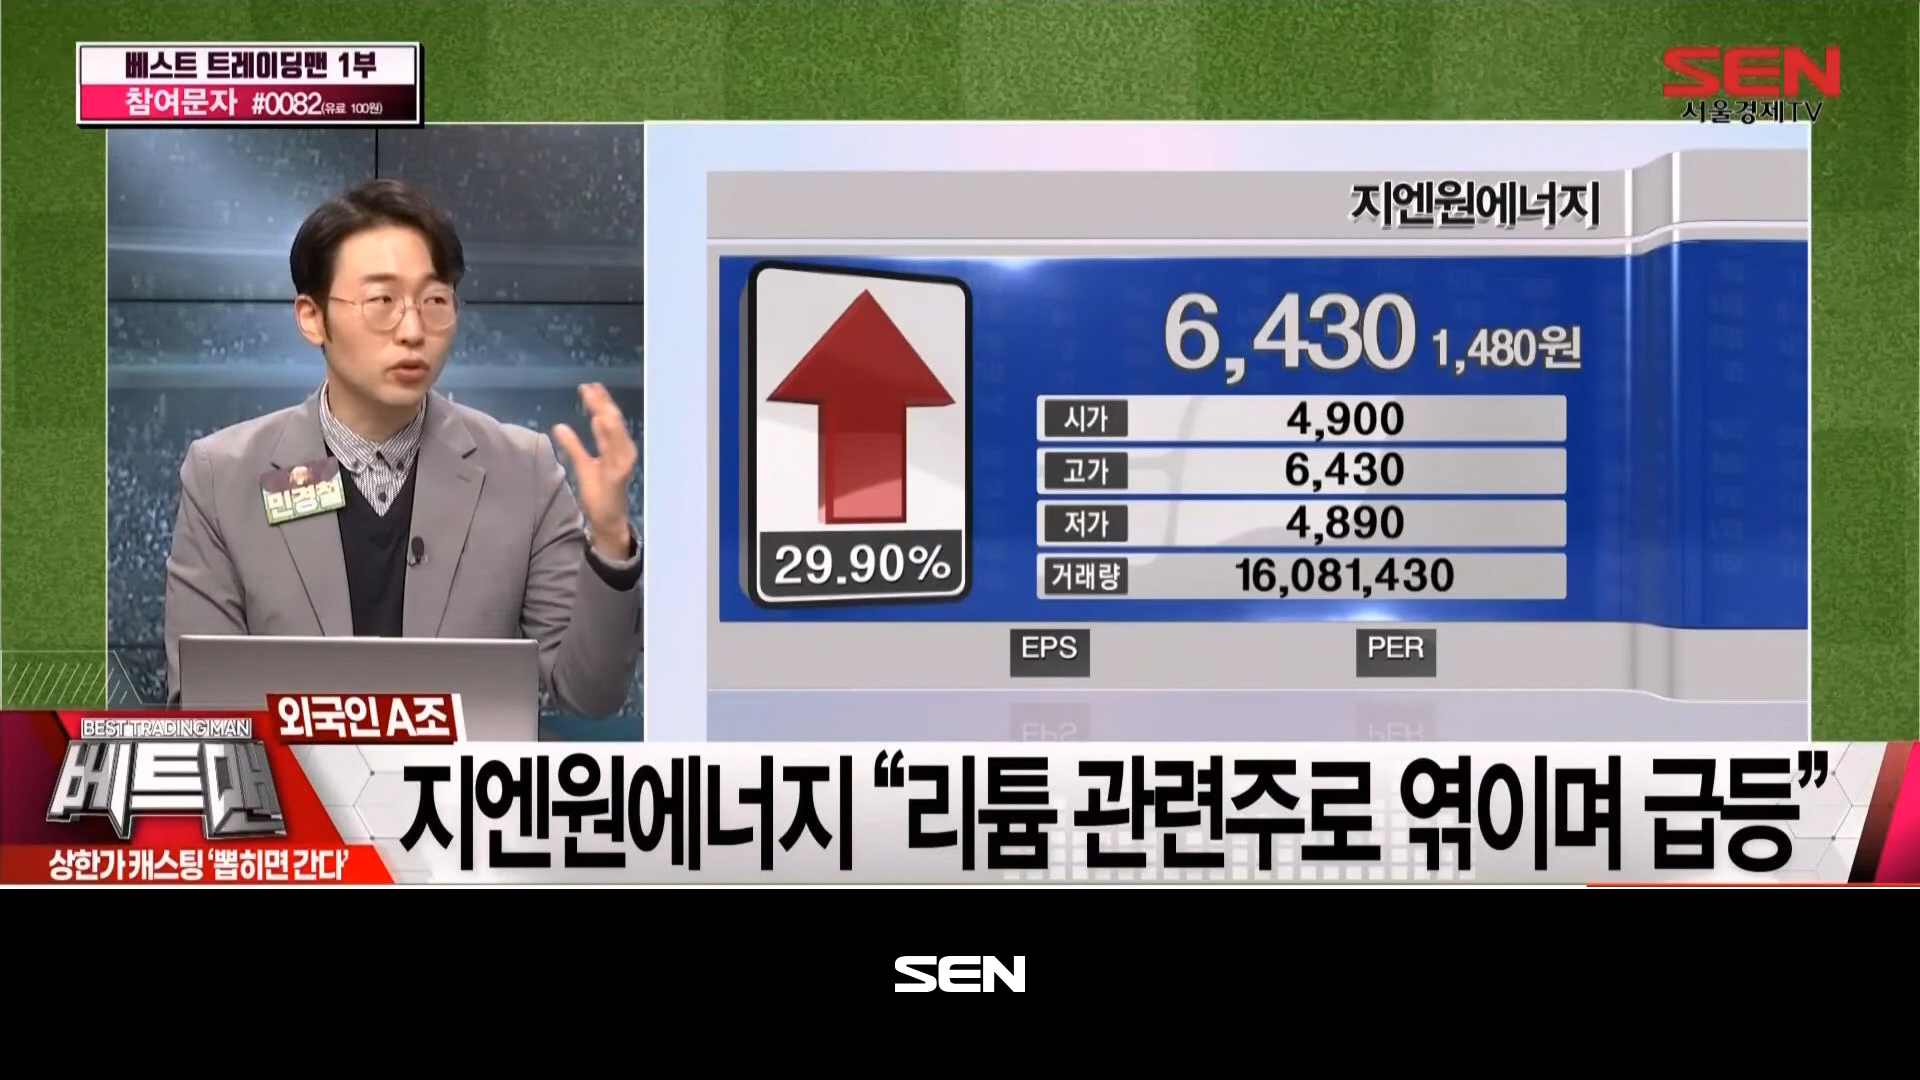 베스트 트레이딩맨 1부
참여문자 #0082(유료 100원)
SEN
서울경제TV
지엔원에너지
6,430 1,480원
29.90%
시가 4,900
고가 6,430
저가 4,890
거래량 16,081,430
EPS PER
민경철
외국인 A조
BEST TRADING MAN
베트맨
지엔원에너지 “리튬 관련주로 엮이며 급등”
상한가 캐스팅 ‘뽑히면 간다’
SEN